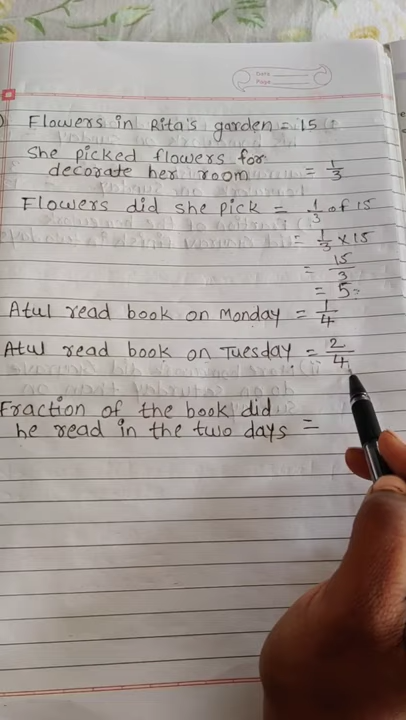 Date
Page
Flowers in Rita's garden = 15
She picked flowers for
decorate her room = 1/3
Flowers did she pick = 1/3 of 15
= 1/3 × 15
= 15/3
= 5
Atul read book on Monday = 1/4
Atul read book on Tuesday = 2/4
Fraction of the book did
he read in the two days =